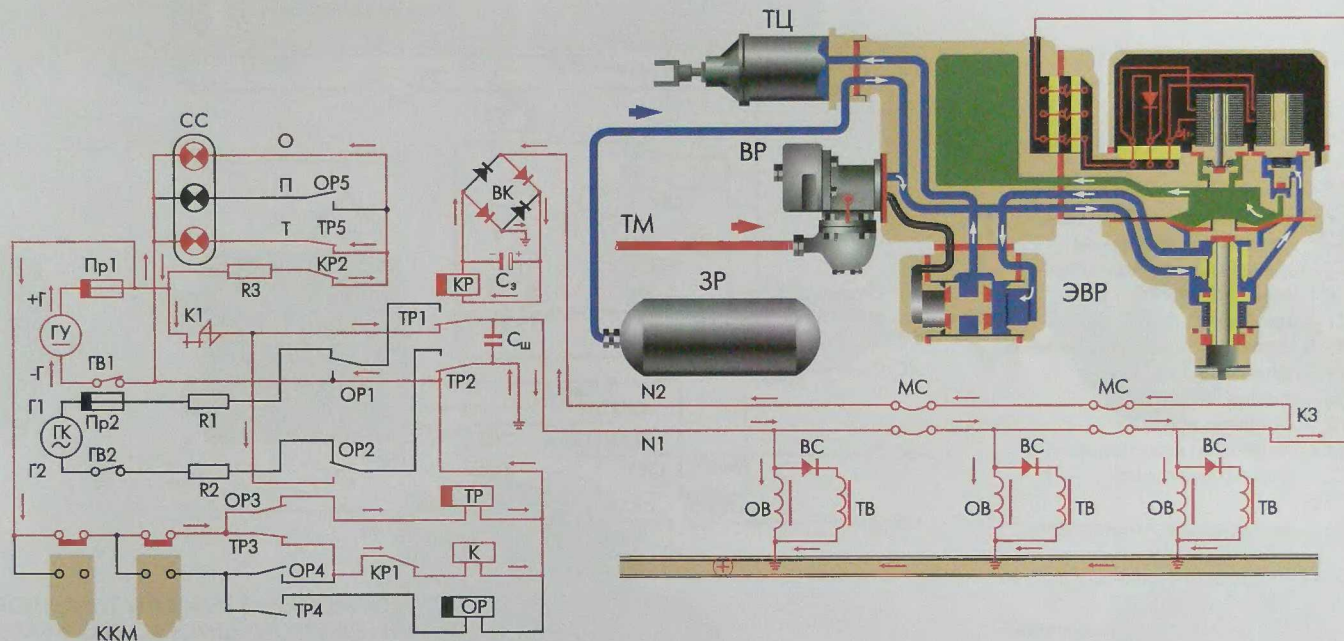 ТЦ
СС
О
П
ОР5
Т
ТР5
КР2
R3
Пр1
+Г
ГУ
-Г
ГВ1
К1
ВК
Сэ
КР
ТР1
Сш
ТР2
ОР1
Г1
ГК
Г2
Пр2
ГВ2
R1
R2
ОР2
ОР3
ТР
ТР3
К
КР1
ОР4
ОР
ТР4
ККМ
ВР
ТМ
ЗР
ЭВР
N2
МС
МС
К3
N1
ВС
ОВ
ТВ
ВС
ОВ
ТВ
ВС
ОВ
ТВ